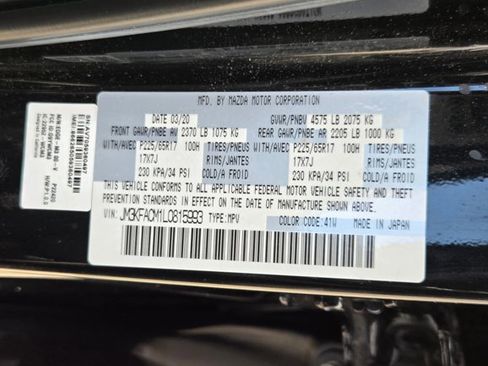 MFD. BY MAZDA MOTOR CORPORATION
DATE 03/20 GVWR/PNBV 4575 LB 2075 KG
FRONT GAWR/PNBE AV 2370 LB 1075 KG REAR GAWR/PNBE AR 2205 LB 1000 KG
WITH/AVEC P225/65R17 100H TIRES/PNEUS WITH/AVEC P225/65R17 100H TIRES/PNEUS
17X7J RIMS/JANTES 17X7J RIMS/JANTES
230 KPA/34 PSI COLD/A FROID 230 KPA/34 PSI COLD/A FROID
THIS VEHICLE CONFORMS TO ALL APPLICABLE FEDERAL MOTOR VEHICLE SAFETY, BUMPER, AND THEFT
PREVENTION STANDARDS IN EFFECT ON THE DATE OF MANUFACTURE SHOWN ABOVE.
VIN: JM3KFACM1L0815993 TYPE:MPV COLOR CODE:41W MADE IN JAPAN